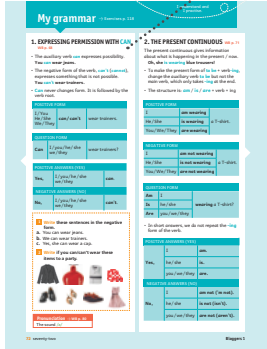 My grammar
→ Exercices p. 118
1. EXPRESSING PERMISSION WITH CAN
• The auxiliary verb can expresses possibility.
You can wear jeans.
• The negative form of the verb, can't (cannot)
expresses something that is not possible.
You can't wear trainers.
• Can never changes form. It is followed by the
verb root.
POSITIVE FORM
I/You
He/She
We/They
can
wear trainers.
QUESTION FORM
Can
I/you/he/she/
we/they
wear trainers?
POSITIVE ANSWERS (YES)
Yes,
I/you/he/she
we/they
can.
NEGATIVE ANSWERS (NO)
No,
I/you/he/she
we/they
can't.
1 Write these sentences in the negative
form.
a. You can wear jeans.
b. We can wear trainers.
c. Yes, she can wear a cap.
2 Write if you can/can't wear these
items to a party.
Prononciation
The sound
72 seventy-two
2. THE PRESENT CONTINUOUS
The present continuous gives information
about what is happening in the present / now.
Oh, she is wearing blue trousers!
• To make the present form of to be + verb-ing
change the auxiliary verb to be but not the
main verb, which only takes -ing at the end.
• The structure is: am / is / are + verb + ing
POSITIVE FORM
I
am wearing
He/She
is wearing
You/We/They
are wearing
a T-shirt.
NEGATIVE FORM
I
am not wearing
He/She
is not wearing
You/We/They
are not wearing
a T-shirt.
QUESTION FORM
Am
I
Is
he/she
Are
you/we/they
wearing a T-shirt?
• In short answers, we do not repeat the -ing
form of the verb.
POSITIVE ANSWERS (YES)
Yes,
I
am.
he/she
is.
you/we/they
are.
NEGATIVE ANSWERS (NO)
No,
I
am not ('m not).
he/she
is not (isn't).
you/we/they
are not (aren't).
Bloggers 1